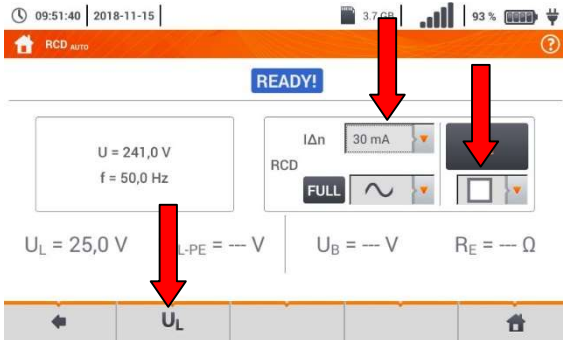 09:51:40 2018-11-15 3.7 GB 93 %
RCD AUTO ?
READY!
U = 241,0 V
f = 50,0 Hz
RCD
IΔn 30 mA
FULL
UL = 25,0 V L-PE = --- V UB = --- V RE = --- Ω
UL